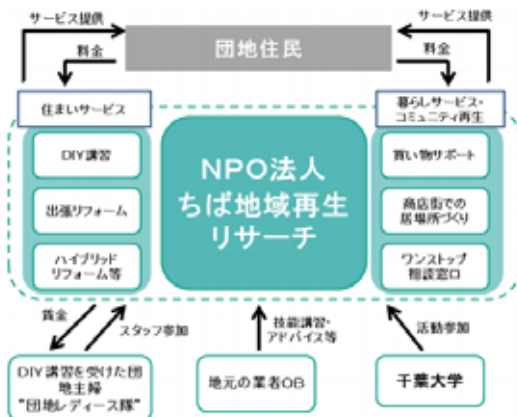 サービス提供
サービス提供
団地住民
料金
料金
住まいサービス
暮らしサービス・
コミュニティ再生
DIY講習
出張リフォーム
ハイブリッド
リフォーム等
NPO法人
ちば地域再生
リサーチ
買い物サポート
商店街での
居場所づくり
ワンストップ
相談窓口
賃金
スタッフ参加
技能講習・
アドバイス等
活動参加
DIY講習を受けた団
地主婦
"団地レディース隊"
地元の業者OB
千葉大学